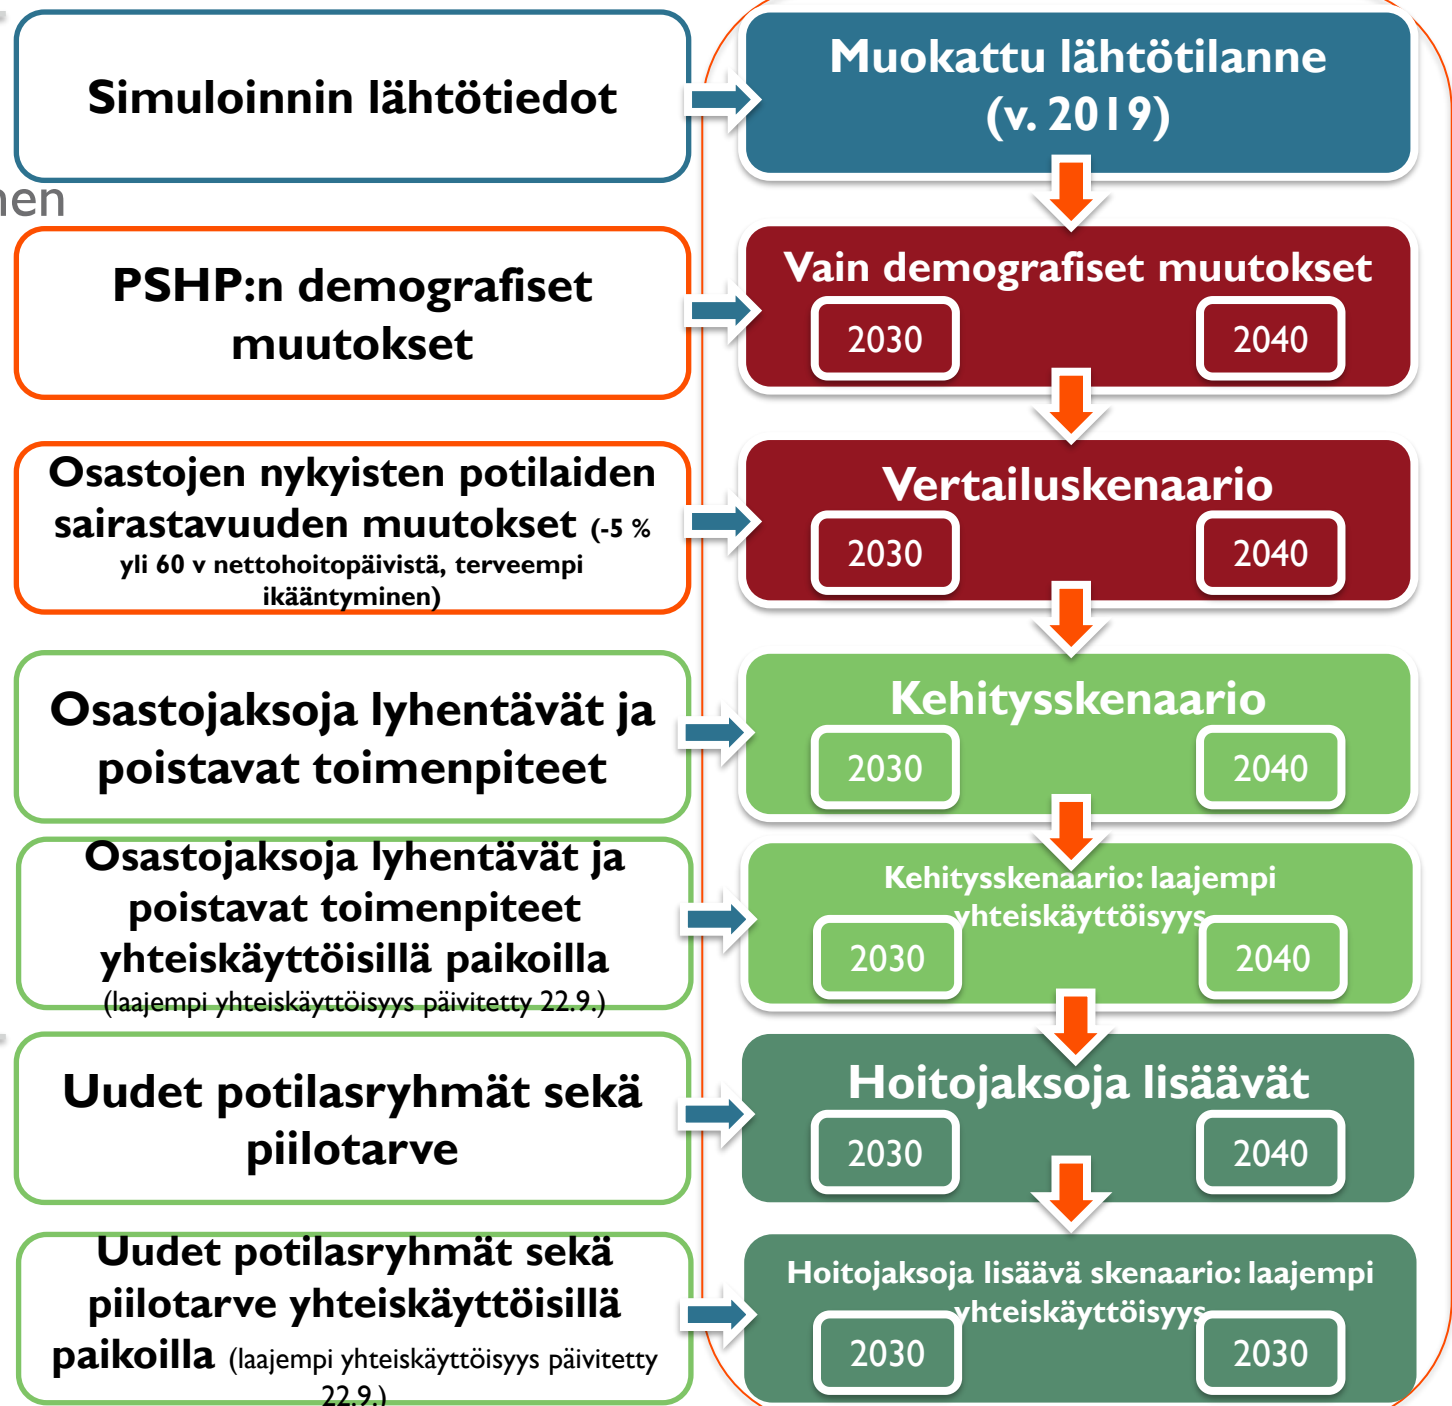 Simuloinnin lähtötiedot
Muokattu lähtötilanne
(v. 2019)
nen
PSHP:n demografiset
muutokset
Vain demografiset muutokset
2030
2040
Osastojen nykyisten potilaiden
sairastavuuden muutokset (-5 %
yli 60 v nettohoitopäivistä, terveempi
ikääntyminen)
Vertailuskenaario
2030
2040
Osastojaksoja lyhentävät ja
poistavat toimenpiteet
Kehitysskenaario
2030
2040
Osastojaksoja lyhentävät ja
poistavat toimenpiteet
yhteiskäyttöisillä paikoilla
(laajempi yhteiskäyttöisyys päivitetty 22.9.)
Kehitysskenaario: laajempi
yhteiskäyttöisyys
2030
2040
Uudet potilasryhmät sekä
piilotarve
Hoitojaksoja lisäävät
2030
2040
Uudet potilasryhmät sekä
piilotarve yhteiskäyttöisillä
paikoilla (laajempi yhteiskäyttöisyys päivitetty
22.9.)
Hoitojaksoja lisäävä skenaario: laajempi
yhteiskäyttöisyys
2030
2030